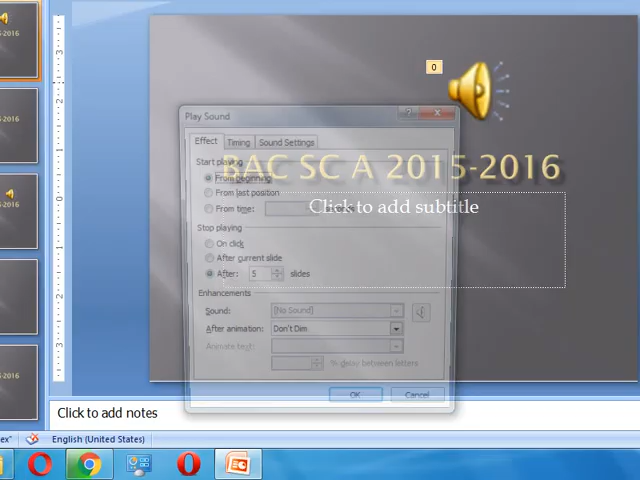 BAC SC A 2015-2016
Click to add subtitle
0
Play Sound
Effect
Timing
Sound Settings
Start playing
From beginning
From last position
From time:
Stop playing
On click
After current slide
After: 5 slides
Enhancements
Sound: (No Sound)
After animation: Don't Dim
Animate text:
% delay between letters
OK
Cancel
Click to add notes
English (United States)